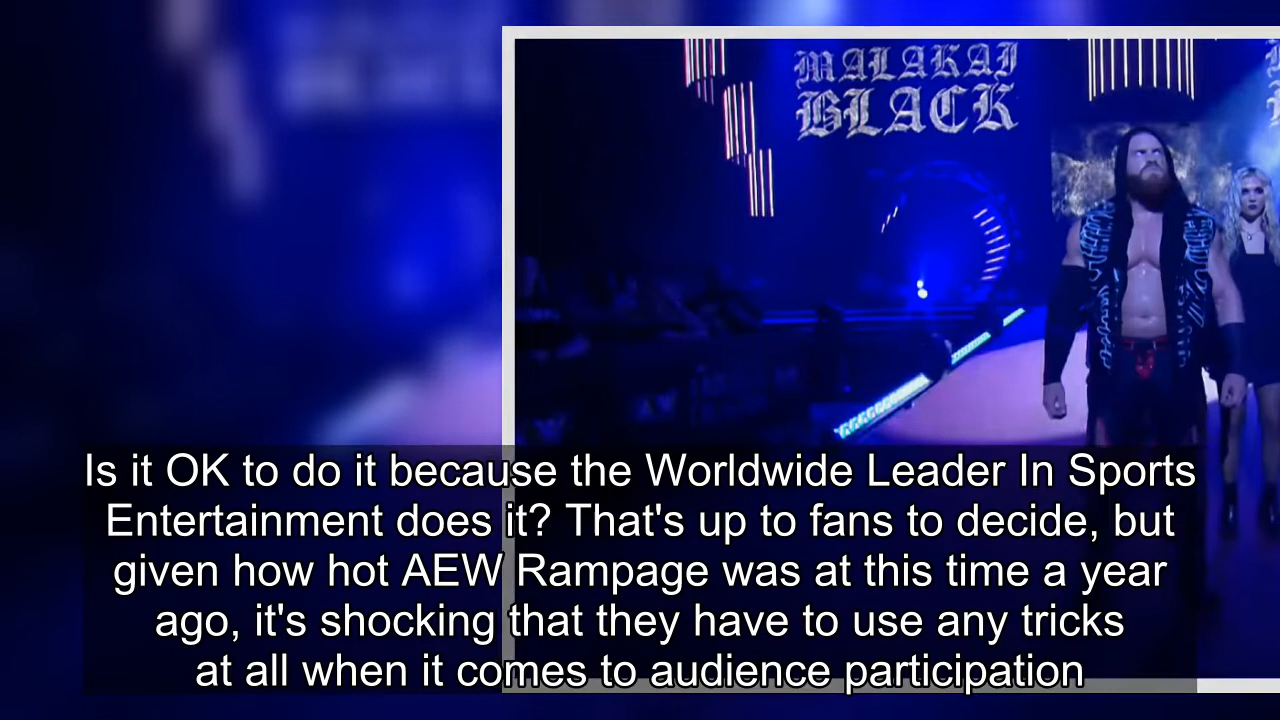 MALAKAI
BLACK
Is it OK to do it because the Worldwide Leader In Sports
Entertainment does it? That's up to fans to decide, but
given how hot AEW Rampage was at this time a year
ago, it's shocking that they have to use any tricks
at all when it comes to audience participation